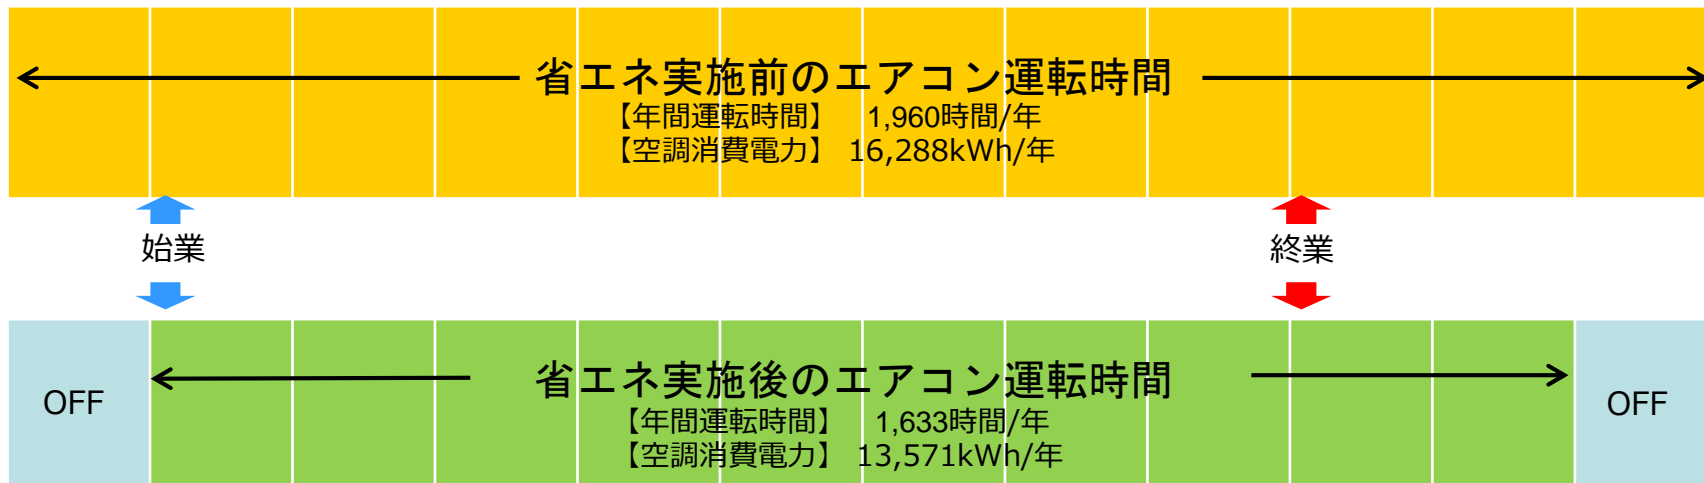 省エネ実施前のエアコン運転時間
【年間運転時間】 1,960時間/年
【空調消費電力】 16,288kWh/年
始業
終業
OFF
省エネ実施後のエアコン運転時間
【年間運転時間】 1,633時間/年
【空調消費電力】 13,571kWh/年
OFF